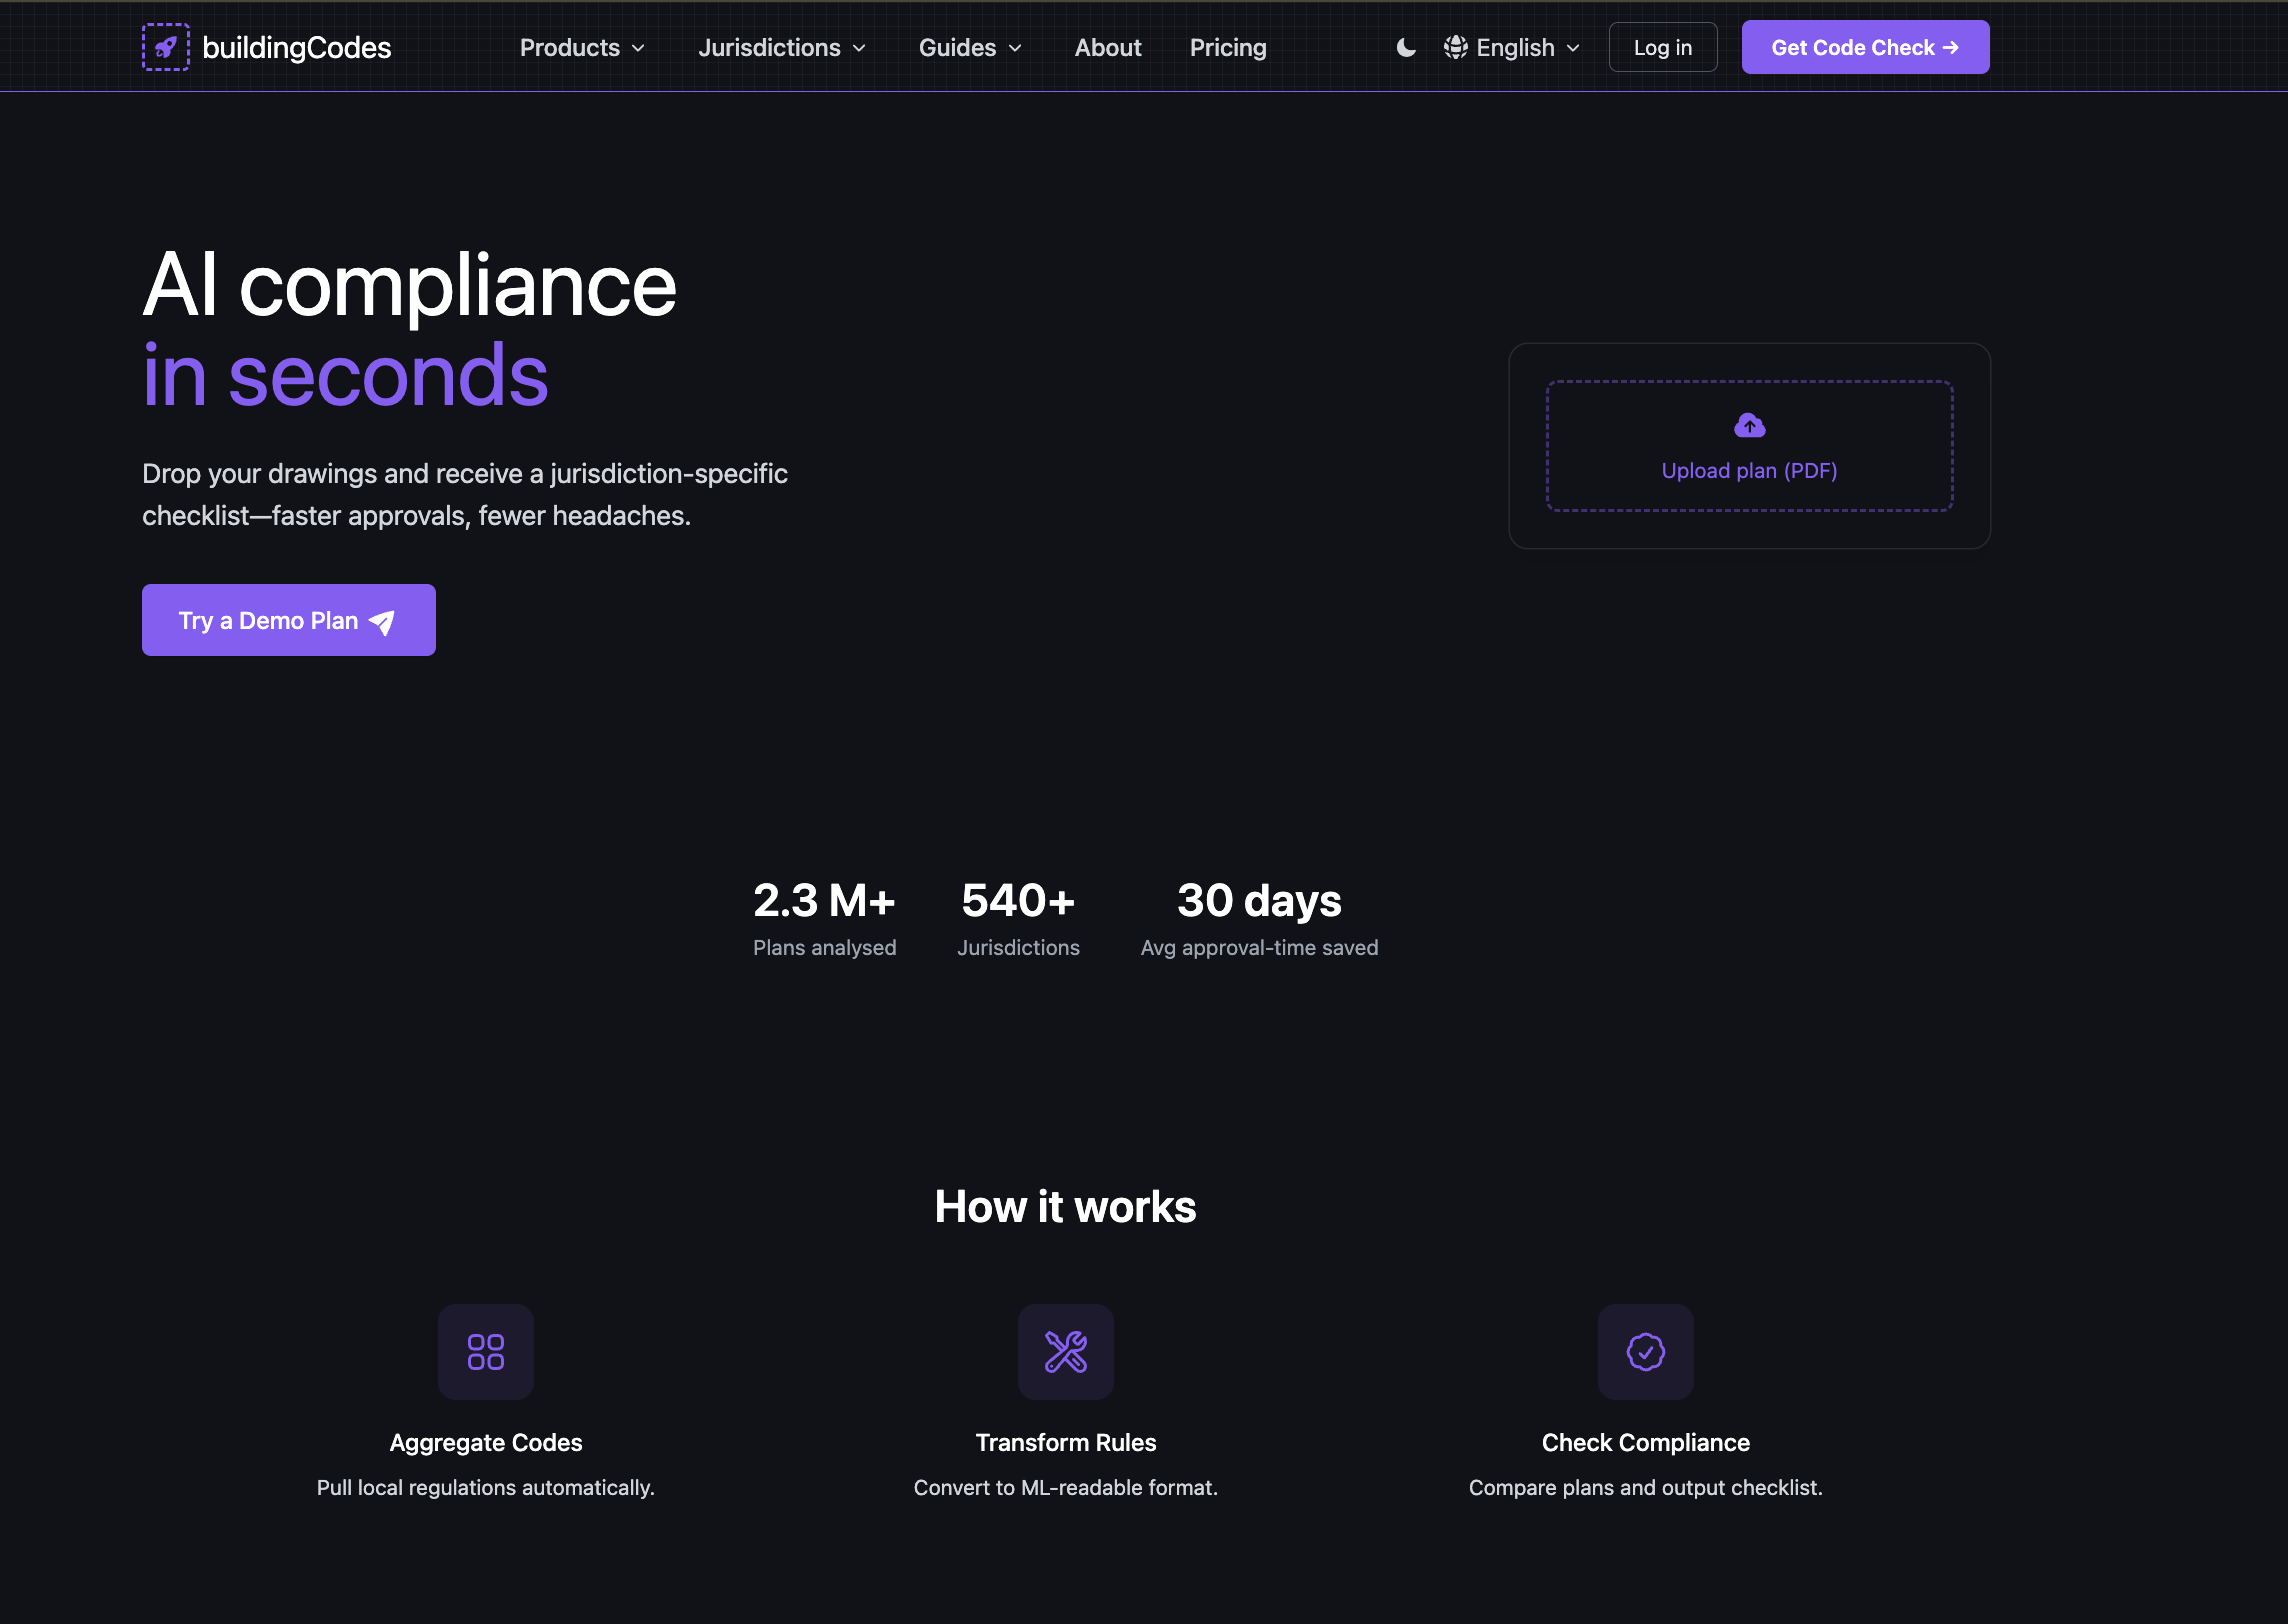 buildingCodes
Products
Jurisdictions
Guides
About
Pricing
English
Log in
Get Code Check →
AI compliance
in seconds
Drop your drawings and receive a jurisdiction-specific
checklist—faster approvals, fewer headaches.
Try a Demo Plan
Upload plan (PDF)
2.3 M+
Plans analysed
540+
Jurisdictions
30 days
Avg approval-time saved
How it works
Aggregate Codes
Pull local regulations automatically.
Transform Rules
Convert to ML-readable format.
Check Compliance
Compare plans and output checklist.